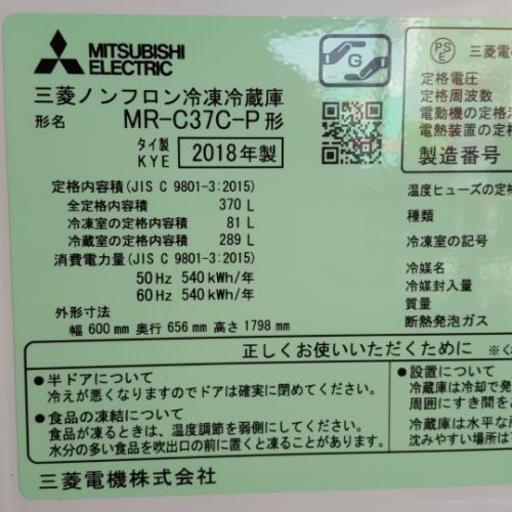 MITSUBISHI
ELECTRIC
三菱ノンフロン冷凍冷蔵庫
形名 MR-C37C-P形
タイ製
KYE 2018年製
定格内容積(JIS C 9801-3:2015)
全定格内容積 370 L
冷凍室の定格内容積 81 L
冷蔵室の定格内容積 289 L
消費電力量(JIS C 9801-3:2015)
50 Hz 540 kWh/年
60 Hz 540 kWh/年
外形寸法
幅 600 mm 奥行 656 mm 高さ 1798 mm
G
PS
E
三菱電
定格電圧
定格周波数
電動機の定格
電熱装置の定
製造番号
温度ヒューズの定格
種類
冷凍室の記号
冷媒名
冷媒封入量
質量
断熱発泡ガス
正しくお使いいただくために ※く
●半ドアについて
冷えが悪くなりますのでドアは確実に閉めてください。
●食品の凍結について
食品が凍るときは、温度調節を弱側にしてください。
水分の多い食品を吹出口の前に置くと凍ることがあります。
●設置について
冷蔵庫は冷却で発
周囲にすき間を
冷蔵庫は水平な
沈みやすい場所は
三菱電機株式会社